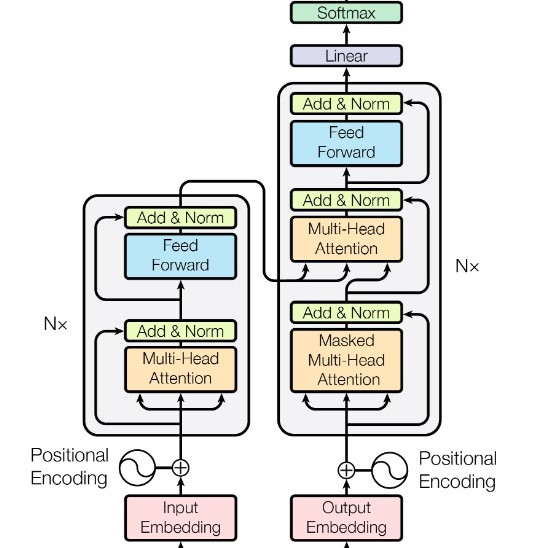 Softmax
Linear
Add & Norm
Feed
Forward
Add & Norm
Multi-Head
Attention
Add & Norm
Masked
Multi-Head
Attention
N×
Add & Norm
Feed
Forward
Add & Norm
Multi-Head
Attention
N×
Positional
Encoding
Positional
Encoding
Input
Embedding
Output
Embedding